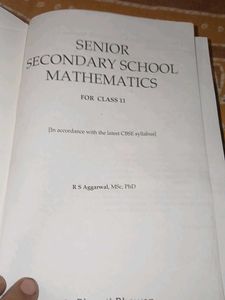 SENIOR
SECONDARY SCHOOL
MATHEMATICS
FOR CLASS 11
[In accordance with the latest CBSE syllabus]
R S Aggarwal, MSc, PhD